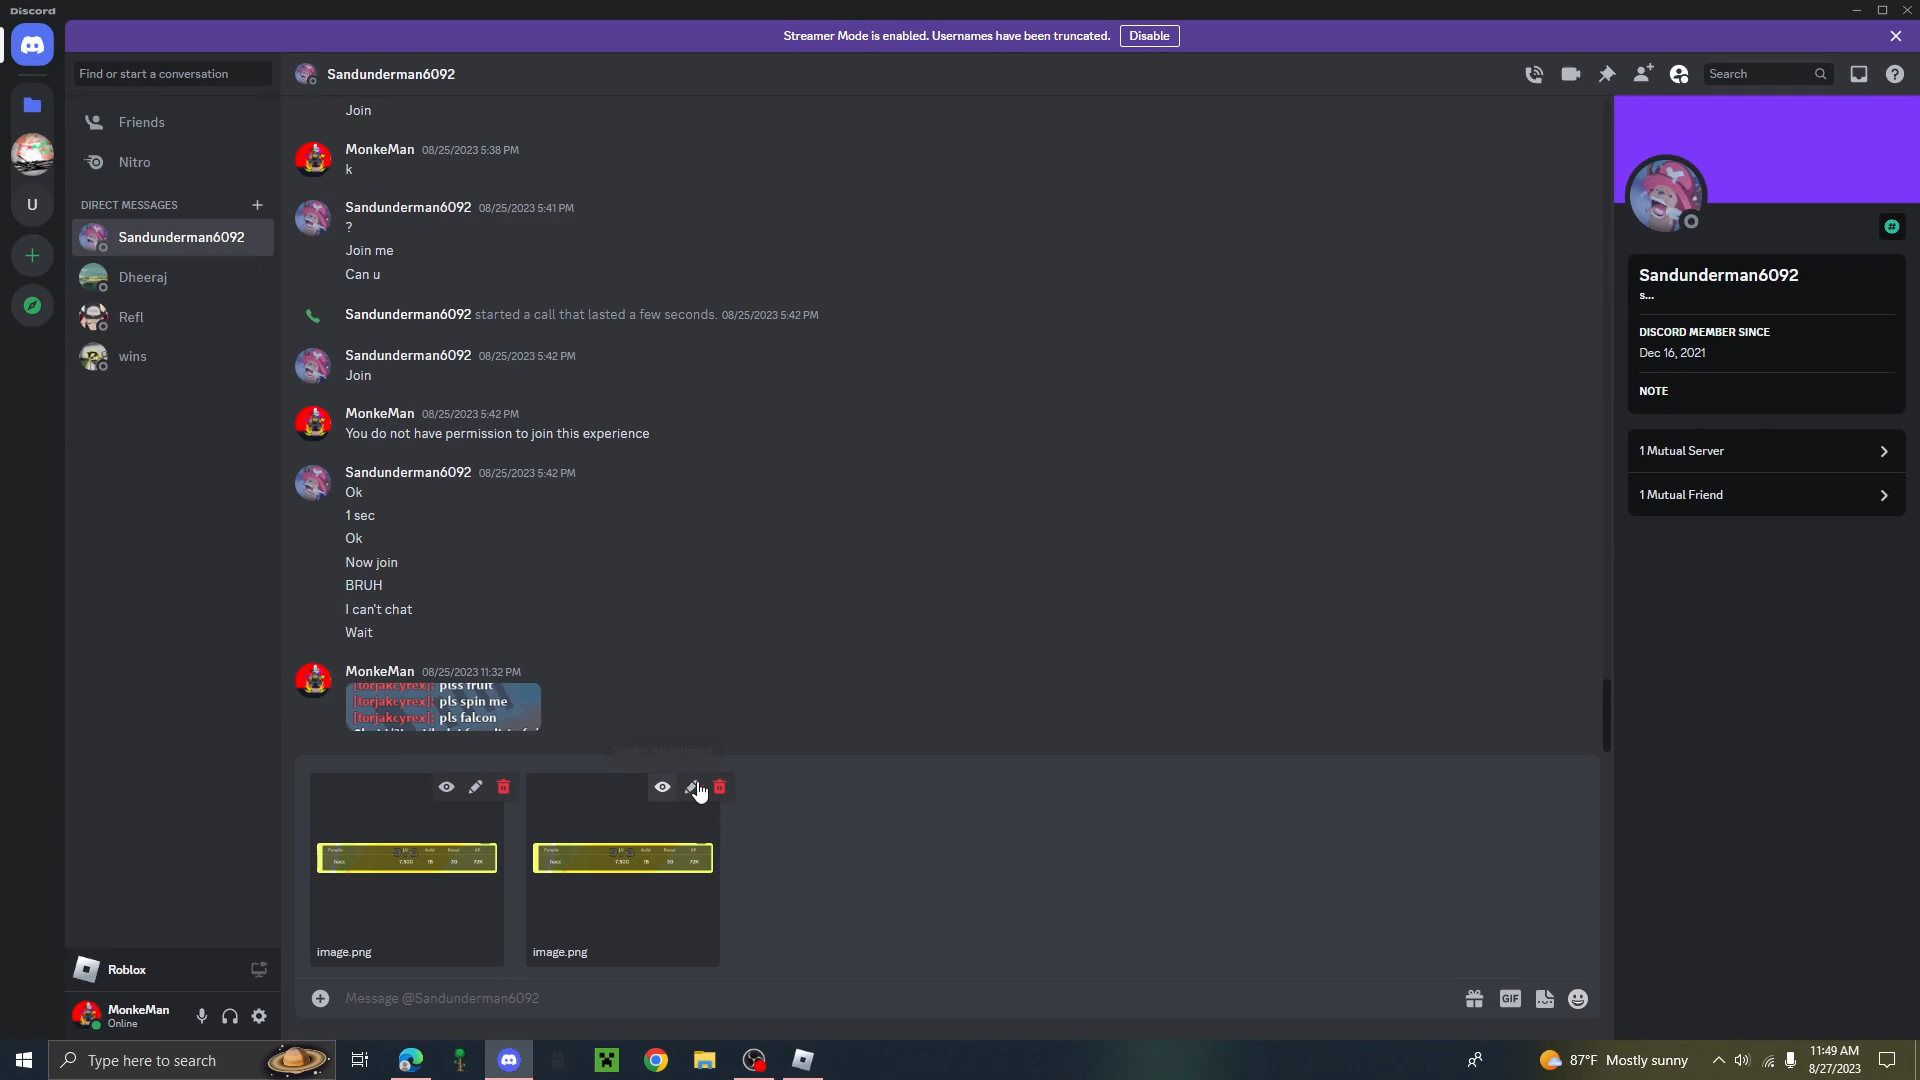 Discord
Streamer Mode is enabled. Usernames have been truncated.
Disable
Find or start a conversation
Sandunderman6092
Search
Friends
Nitro
DIRECT MESSAGES
Sandunderman6092
Dheeraj
Refl
wins
U
Join
MonkeMan 08/25/2023 5:38 PM
k
Sandunderman6092 08/25/2023 5:41 PM
?
Join me
Can u
Sandunderman6092 started a call that lasted a few seconds. 08/25/2023 5:42 PM
Sandunderman6092 08/25/2023 5:42 PM
Join
MonkeMan 08/25/2023 5:42 PM
You do not have permission to join this experience
Sandunderman6092 08/25/2023 5:42 PM
Ok
1 sec
Ok
Now join
BRUH
I can't chat
Wait
MonkeMan 08/25/2023 11:32 PM
[torjakcyrex]: plss fruit
[torjakcyrex]: pls spin me
[torjakcyrex]: pls falcon
Spoiler Attachment
image.png
image.png
Message @Sandunderman6092
GIF
Sandunderman6092
s...
DISCORD MEMBER SINCE
Dec 16, 2021
NOTE
1 Mutual Server
1 Mutual Friend
Roblox
MonkeMan
Online
Type here to search
87°F Mostly sunny
11:49 AM
8/27/2023